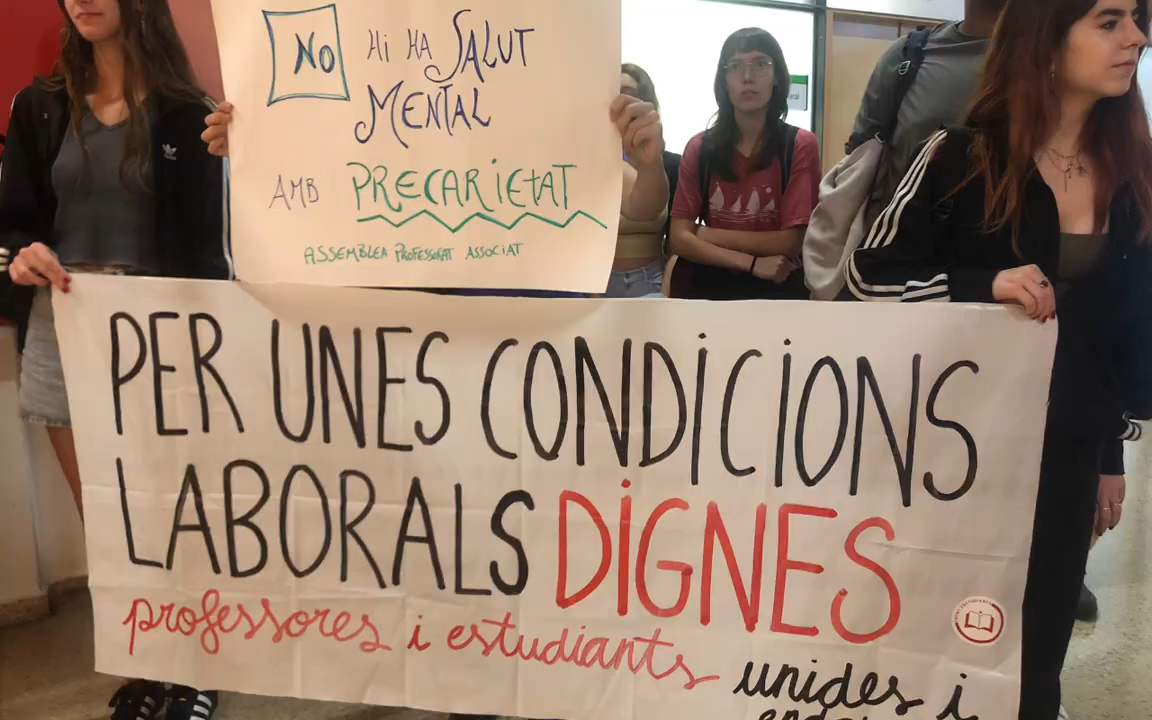 NO Hi HA SALUT
MENTAL
AMB PRECARiETAT
ASSEMBLEA PROFESSORAT ASSOCIAT
PER UNES CONDiCiONS
LABORALS DiGNES
professores i estudiants unides i